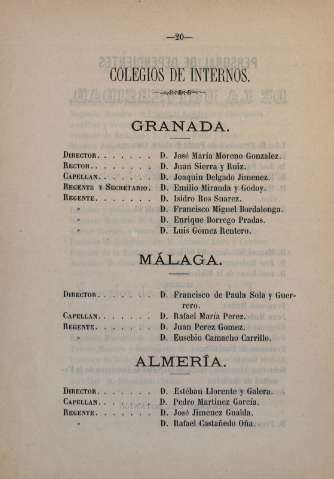 —20—
COLEGIOS DE INTERNOS.
GRANADA.
DIRECTOR. . . . . . . D. José María Moreno Gonzalez.
RECTOR. . . . . . . . D. Juan Sierra y Ruiz.
CAPELLAN. . . . . . . D. Joaquin Delgado Jimenez.
REGENTE Y SECRETARIO. D. Emilio Miranda y Godoy.
REGENTE. . . . . . . D. Isidro Ros Suarez.
» D. Francisco Miguel Bordalonga.
» D. Enrique Borrego Pradas.
» D. Luis Gomez Rentero.
MÁLAGA.
DIRECTOR. . . . . . . D. Francisco de Paula Sola y Guer-
rero.
CAPELLAN. . . . . . . D. Rafael María Perez.
REGENTE. . . . . . . D. Juan Perez Gomez.
» D. Eusebio Camacho Carrillo.
ALMERÍA.
DIRECTOR. . . . . . . D. Estéban Llorente y Galera.
CAPELLAN. . . . . . . D. Pedro Martinez García.
REGENTE. . . . . . . D. José Jimenez Gualda.
» D. Rafael Castañedo Oña.